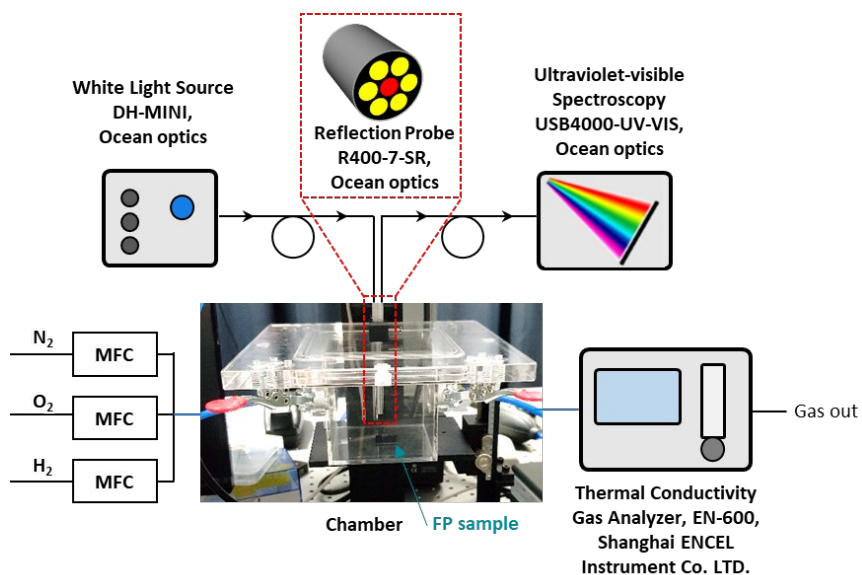 White Light Source
DH-MINI,
Ocean optics
Reflection Probe
R400-7-SR,
Ocean optics
Ultraviolet-visible
Spectroscopy
USB4000-UV-VIS,
Ocean optics
N₂
MFC
O₂
MFC
H₂
MFC
Gas out
Chamber
FP sample
Thermal Conductivity
Gas Analyzer, EN-600,
Shanghai ENCEL
Instrument Co. LTD.